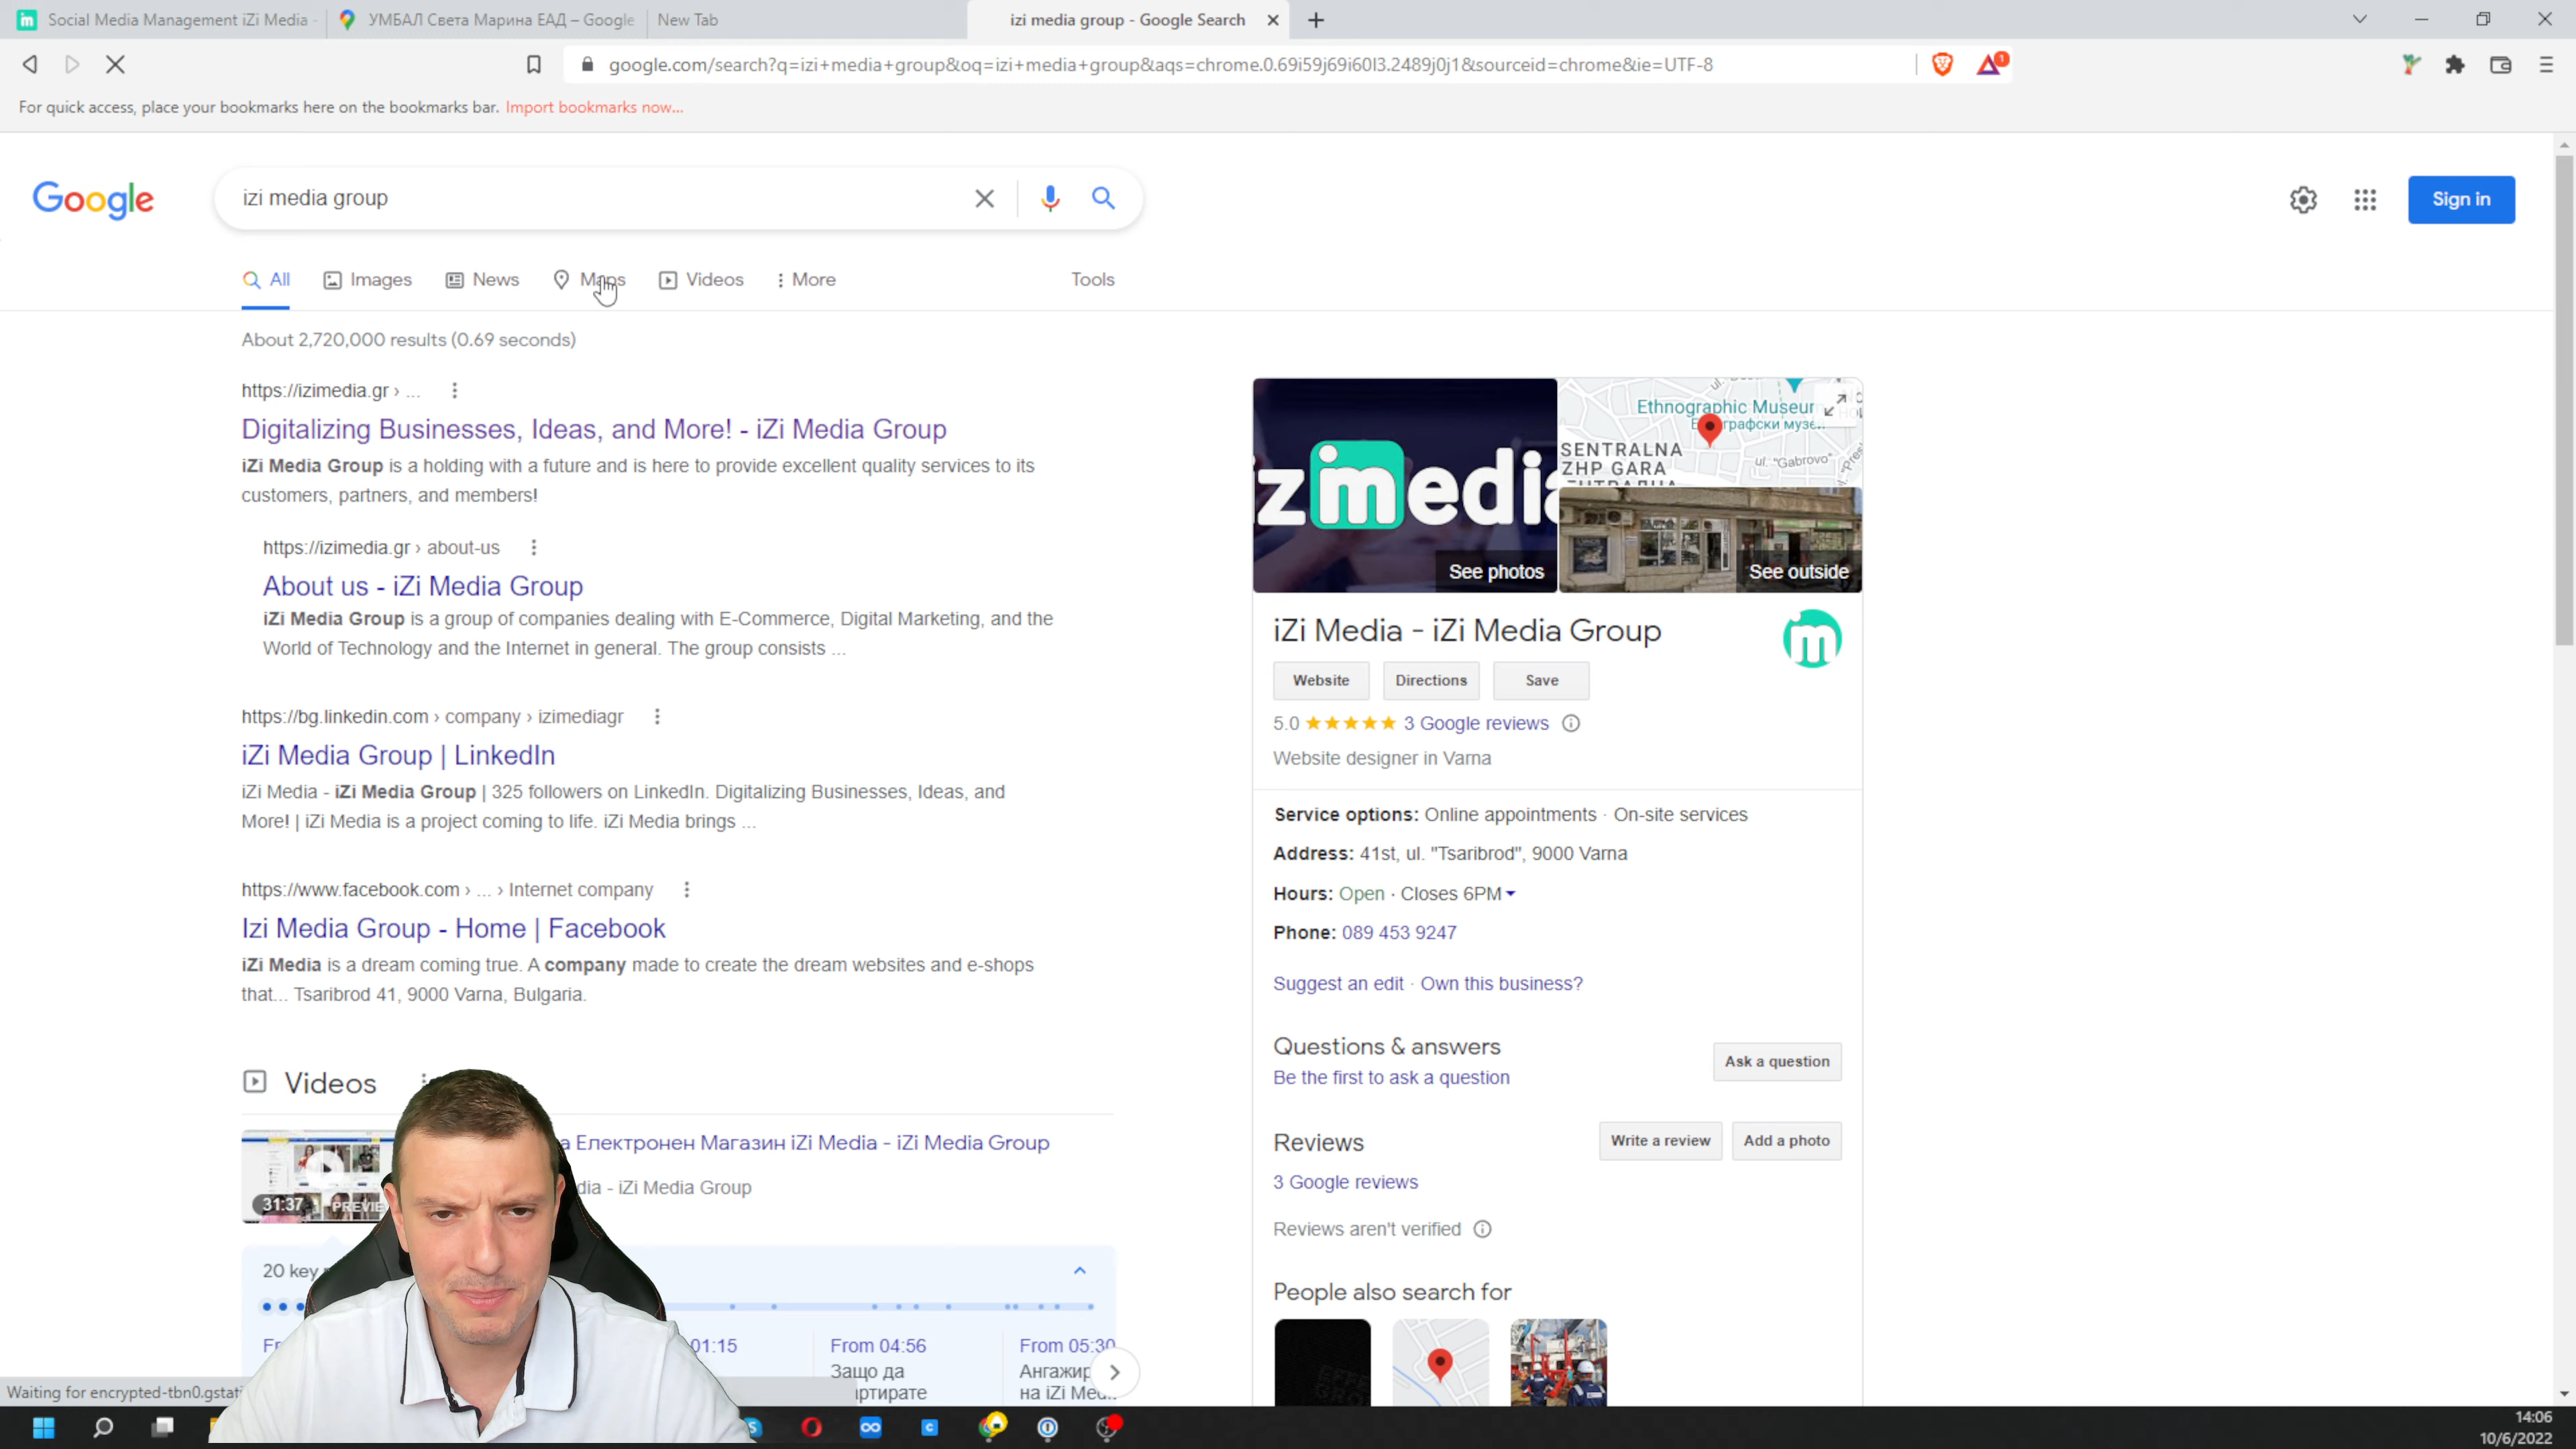 Social Media Management iZi Media -
УМБАЛ Света Марина ЕАД – Google
New Tab
izi media group - Google Search
google.com/search?q=izi+media+group&oq=izi+media+group&aqs=chrome.0.69i59j69i60l3.2489j0j1&sourceid=chrome&ie=UTF-8
1
For quick access, place your bookmarks here on the bookmarks bar. Import bookmarks now...
Google
izi media group
Sign in
All
Images
News
Maps
Videos
More
Tools
About 2,720,000 results (0.69 seconds)
https://izimedia.gr › ...
Digitalizing Businesses, Ideas, and More! - iZi Media Group
iZi Media Group is a holding with a future and is here to provide excellent quality services to its
customers, partners, and members!
https://izimedia.gr › about-us
About us - iZi Media Group
iZi Media Group is a group of companies dealing with E-Commerce, Digital Marketing, and the
World of Technology and the Internet in general. The group consists ...
https://bg.linkedin.com › company › izimediagr
iZi Media Group | LinkedIn
iZi Media - iZi Media Group | 325 followers on LinkedIn. Digitalizing Businesses, Ideas, and
More! | iZi Media is a project coming to life. iZi Media brings ...
https://www.facebook.com › ... › Internet company
Izi Media Group - Home | Facebook
iZi Media is a dream coming true. A company made to create the dream websites and e-shops
that... Tsaribrod 41, 9000 Varna, Bulgaria.
Videos
а Електронен Магазин iZi Media - iZi Media Group
dia - iZi Media Group
31:37
PREVIE
20 key
01:15
From 04:56
Защо да
From 05:30
Ангажир
на iZi Med...
Waiting for encrypted-tbn0.gstati
izmedia
See photos
Ethnographic Museum
SENTRALNA
ZHP GARA
ul. "Gabrovo"
See outside
iZi Media - iZi Media Group
Website
Directions
Save
5.0 ★★★★★ 3 Google reviews
Website designer in Varna
Service options: Online appointments · On-site services
Address: 41st, ul. "Tsaribrod", 9000 Varna
Hours: Open · Closes 6PM
Phone: 089 453 9247
Suggest an edit · Own this business?
Questions & answers
Be the first to ask a question
Ask a question
Reviews
Write a review
Add a photo
3 Google reviews
Reviews aren't verified
People also search for
14:06
10/6/2022